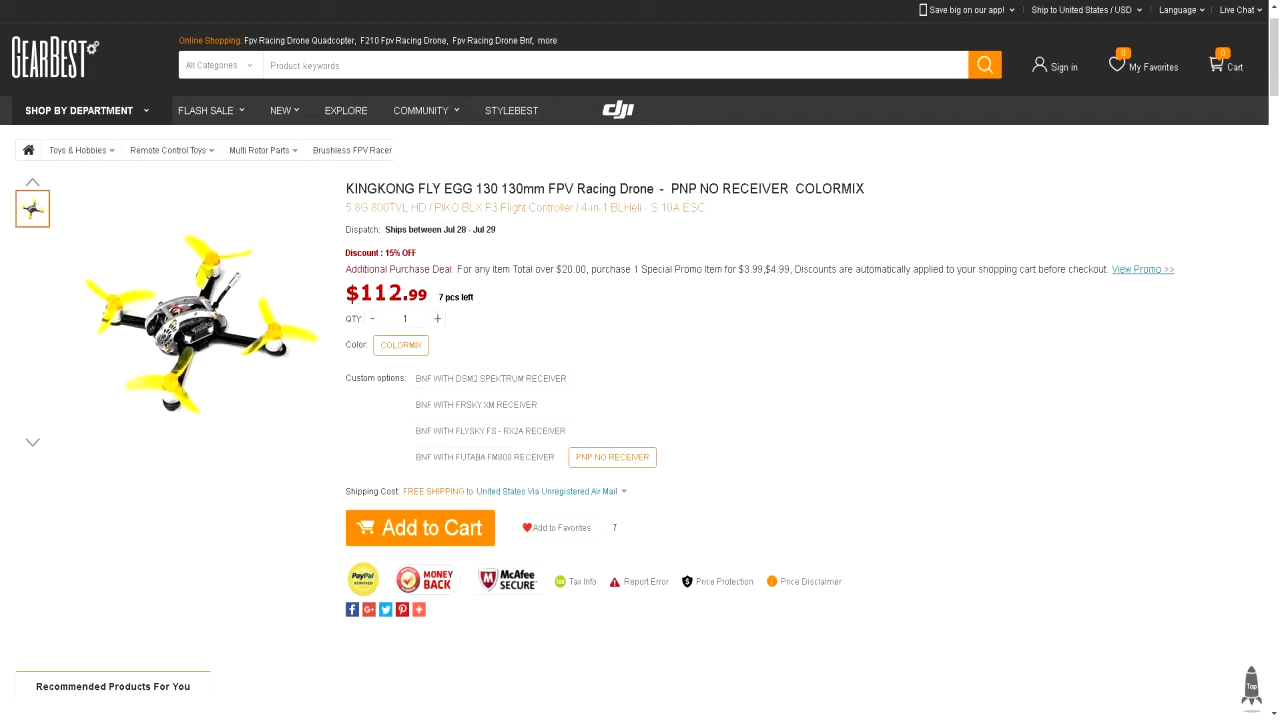 Save big on our app!
Ship to United States / USD
Language
Live Chat
GEARBEST
Online Shopping: Fpv Racing Drone Quadcopter, F210 Fpv Racing Drone, Fpv Racing Drone Bnf, more
All Categories
Product keywords
Sign in
0
My Favorites
0
Cart
SHOP BY DEPARTMENT
FLASH SALE
NEW
EXPLORE
COMMUNITY
STYLEBEST
dji
Toys & Hobbies
Remote Control Toys
Multi Rotor Parts
Brushless FPV Racer
KINGKONG FLY EGG 130 130mm FPV Racing Drone - PNP NO RECEIVER COLORMIX
5.8G 800TVL HD / PIKO BLX F3 Flight Controller / 4-in-1 BLHeli - S 10A ESC
Dispatch: Ships between Jul 28 - Jul 29
Discount : 15% OFF
Additional Purchase Deal: For any Item Total over $20.00, purchase 1 Special Promo Item for $3.99,$4.99, Discounts are automatically applied to your shopping cart before checkout. View Promo >>
$112.99 7 pcs left
QTY: - 1 +
Color: COLORMIX
Custom options: BNF WITH DSM2 SPEKTRUM RECEIVER
BNF WITH FRSKY XM RECEIVER
BNF WITH FLYSKY FS - RX2A RECEIVER
BNF WITH FUTABA FM800 RECEIVER PNP NO RECEIVER
Shipping Cost: FREE SHIPPING to United States Via Unregistered Air Mail
Add to Cart
Add to Favorites 7
PayPal VERIFIED
MONEY BACK
McAfee SECURE
Tax Info
Report Error
Price Protection
Price Disclaimer
Recommended Products For You
Top